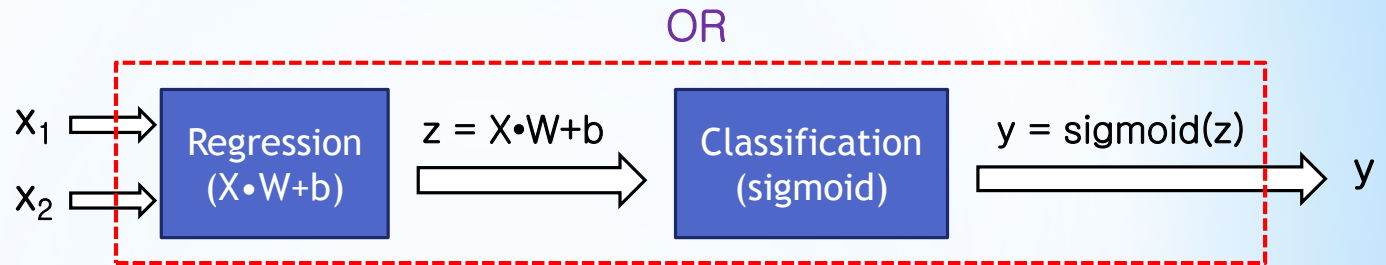 OR
x₁
x₂
Regression
(X•W+b)
z = X•W+b
Classification
(sigmoid)
y = sigmoid(z)
y